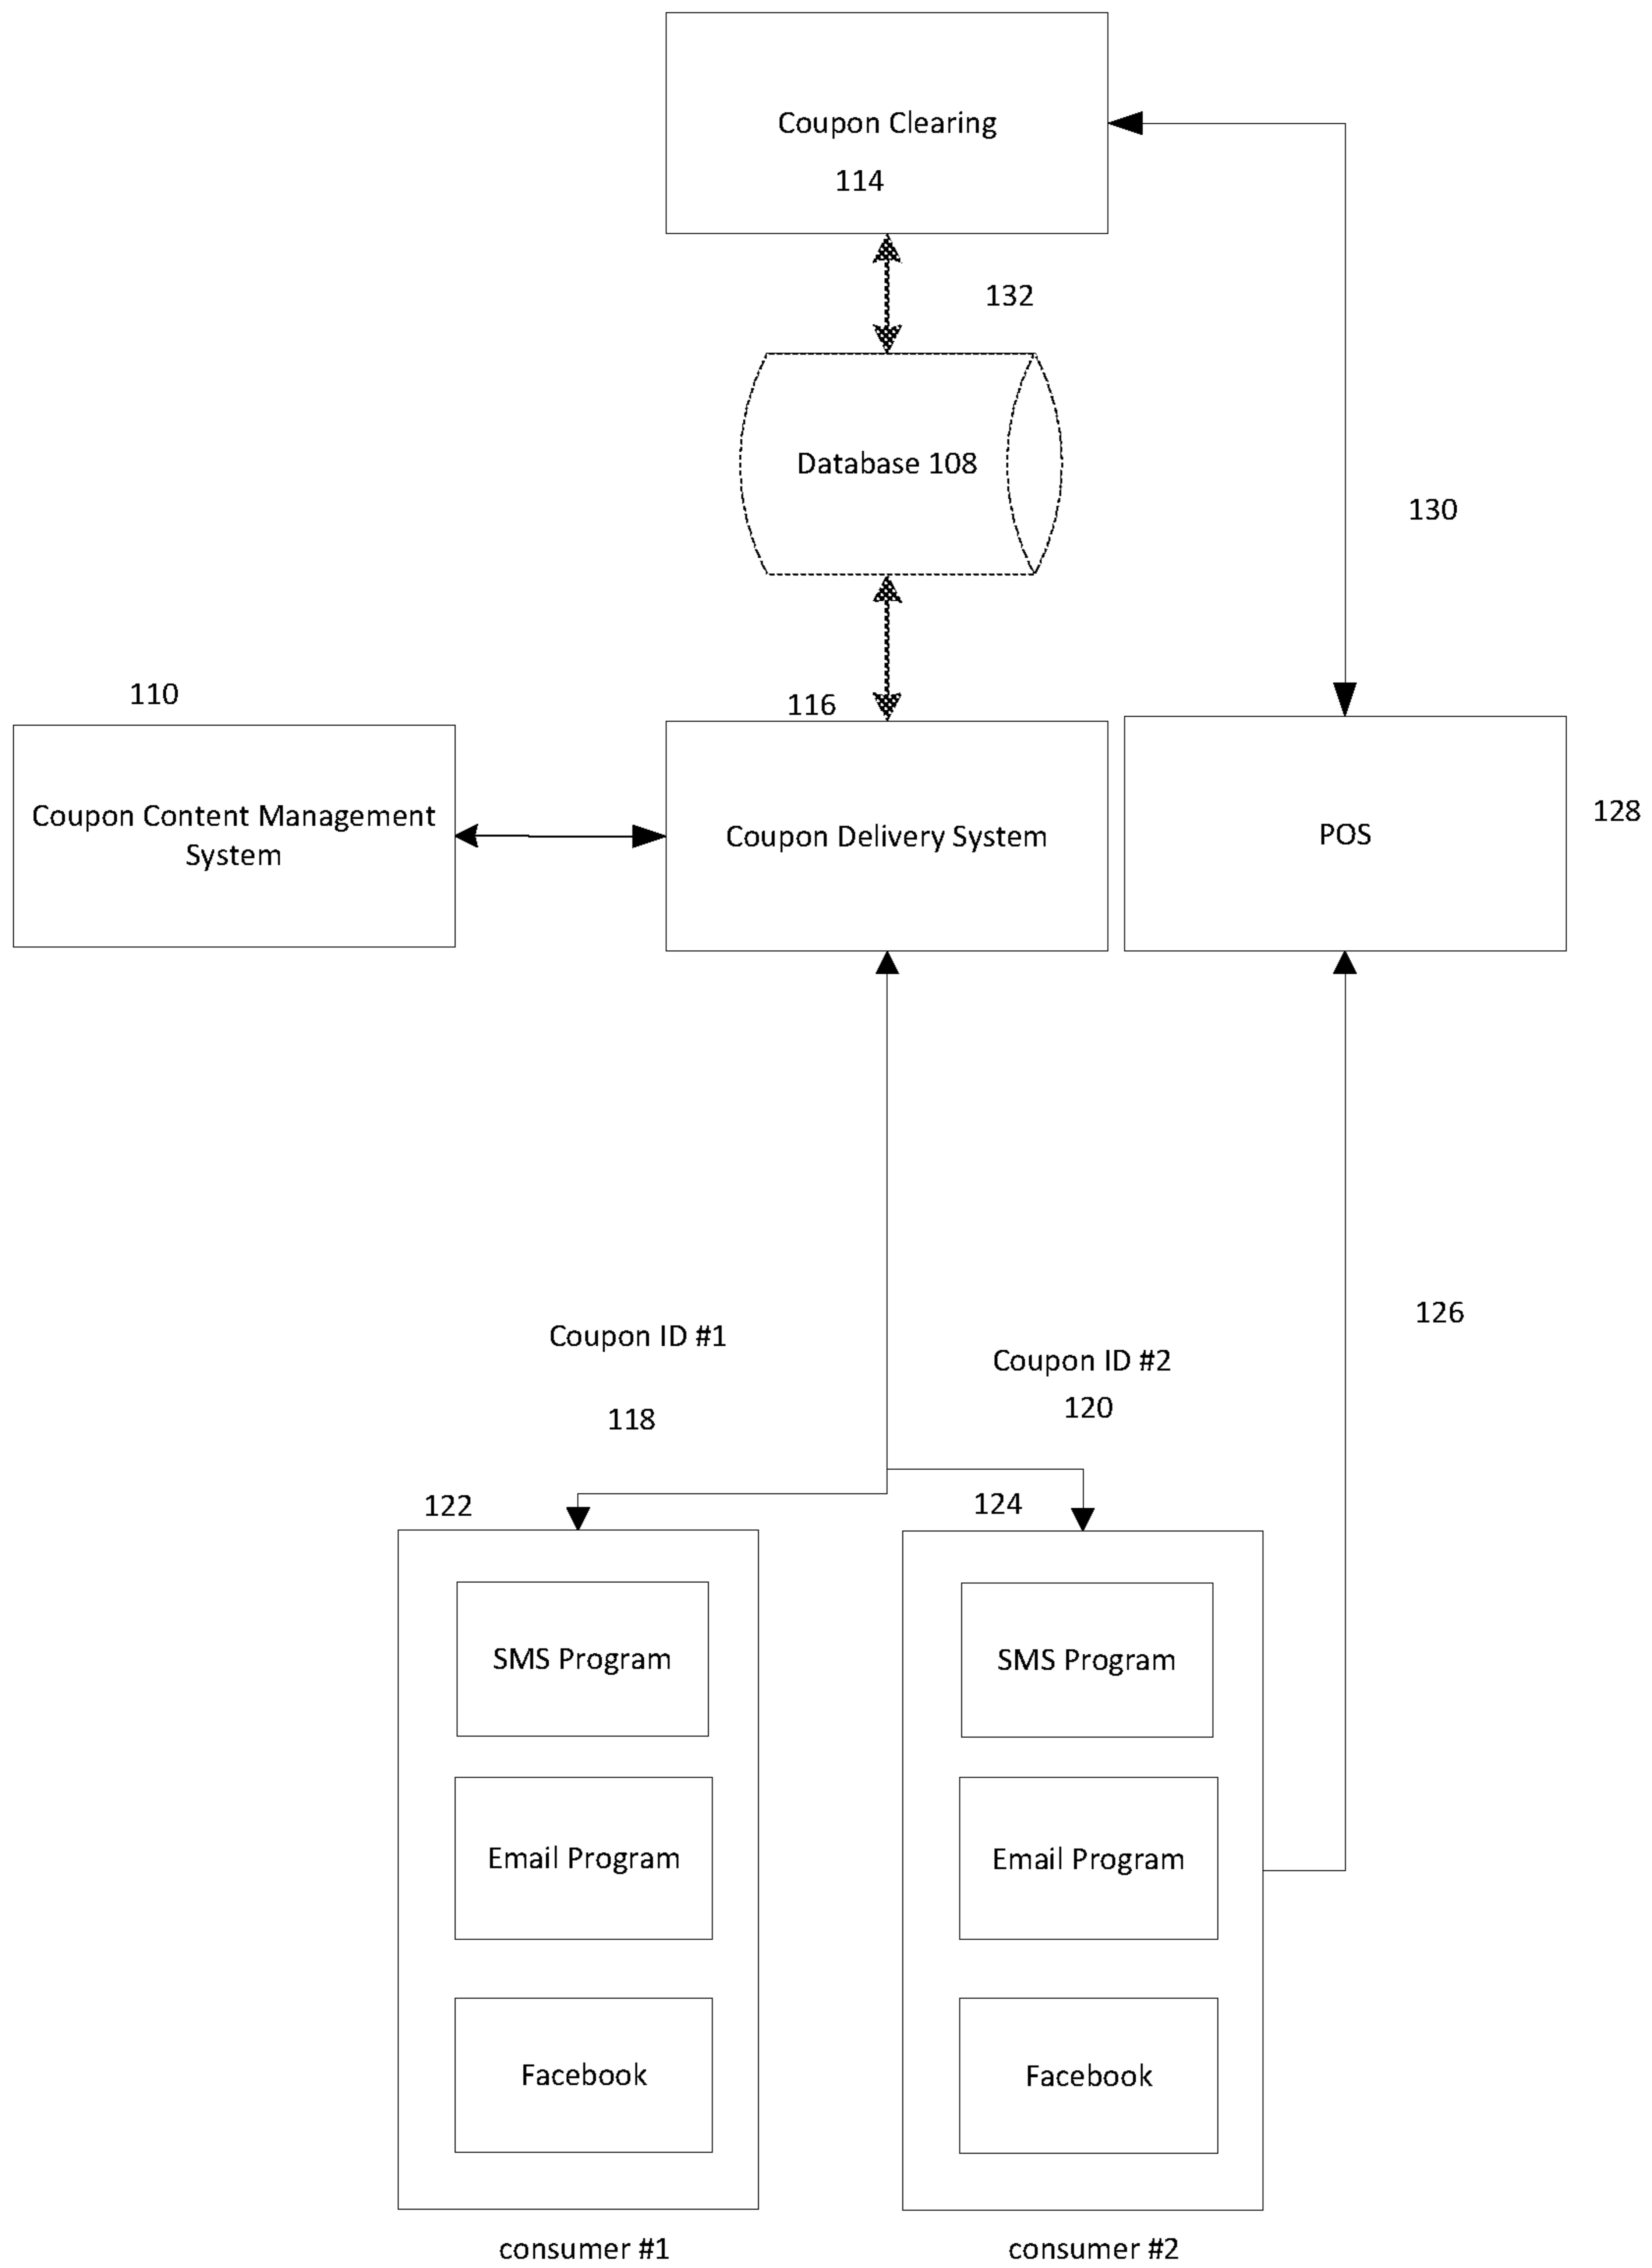 Coupon Clearing
114
132
Database 108
130
110
116
Coupon Content Management
System
Coupon Delivery System
POS
128
126
Coupon ID #1
118
Coupon ID #2
120
122
124
SMS Program
Email Program
Facebook
consumer #1
SMS Program
Email Program
Facebook
consumer #2